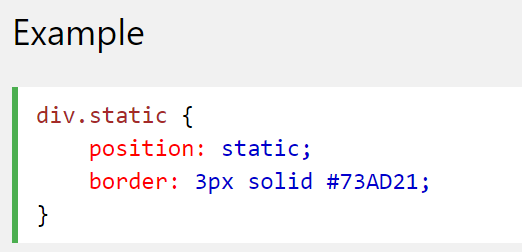 Example
div.static {
    position: static;
    border: 3px solid #73AD21;
}